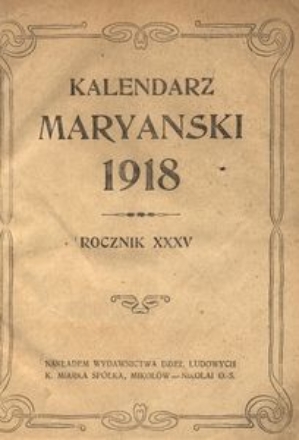 KALENDARZ
MARYANSKI
1918
ROCZNIK XXXV
NAKŁADEM WYDAWNICTWA DZIEŁ LUDOWYCH
K. MIARKA SPÓŁKA, MIKOŁÓW — NIKOLAI O.-S.